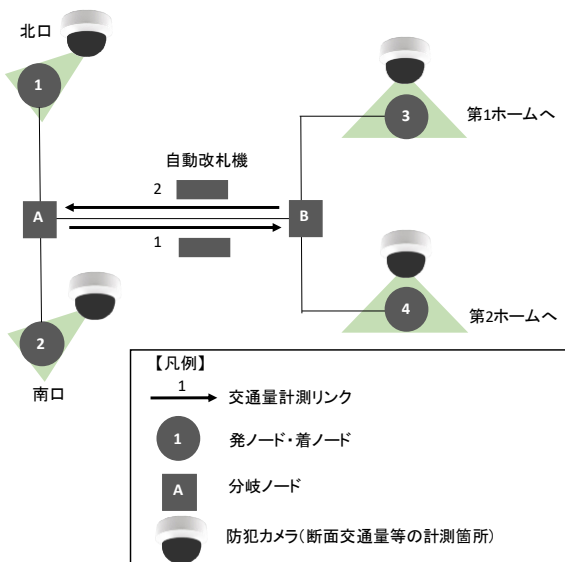 北口
1
3
第1ホームへ
自動改札機
2
A
B
1
2
南口
4
第2ホームへ
【凡例】
1
交通量計測リンク
1
発ノード・着ノード
A
分岐ノード
防犯カメラ(断面交通量等の計測箇所)